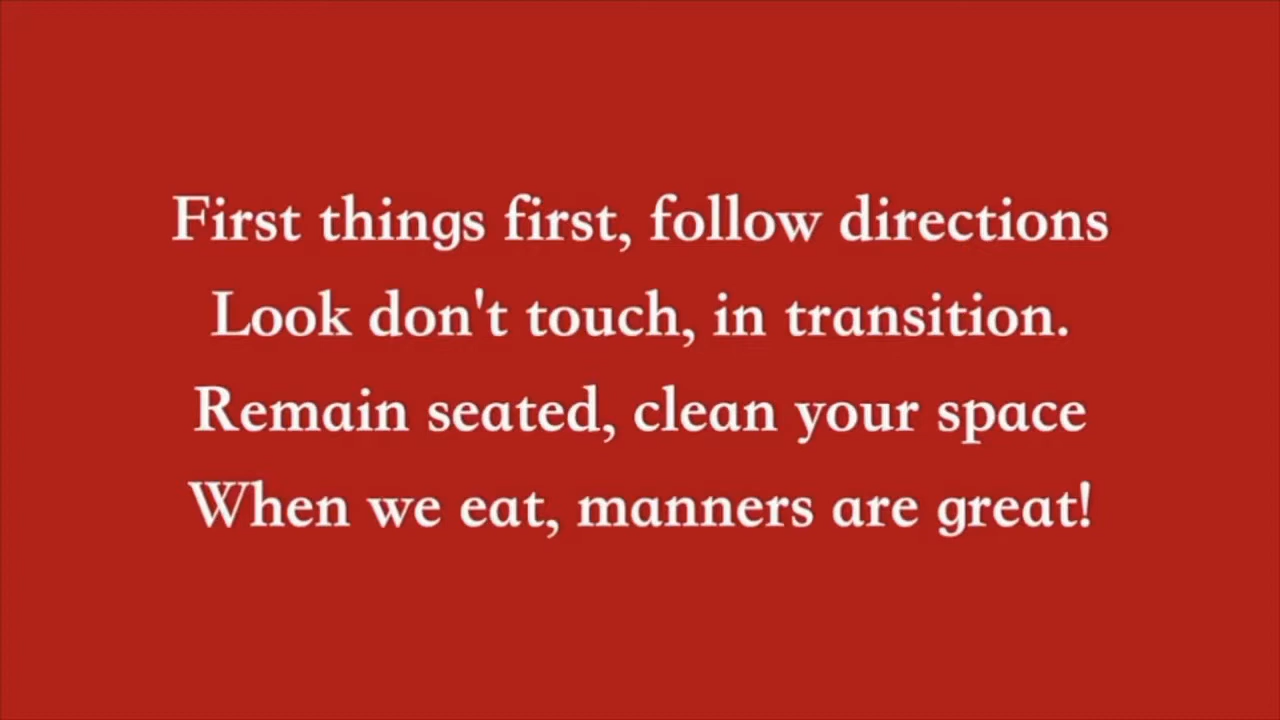 First things first, follow directions
Look don't touch, in transition.
Remain seated, clean your space
When we eat, manners are great!